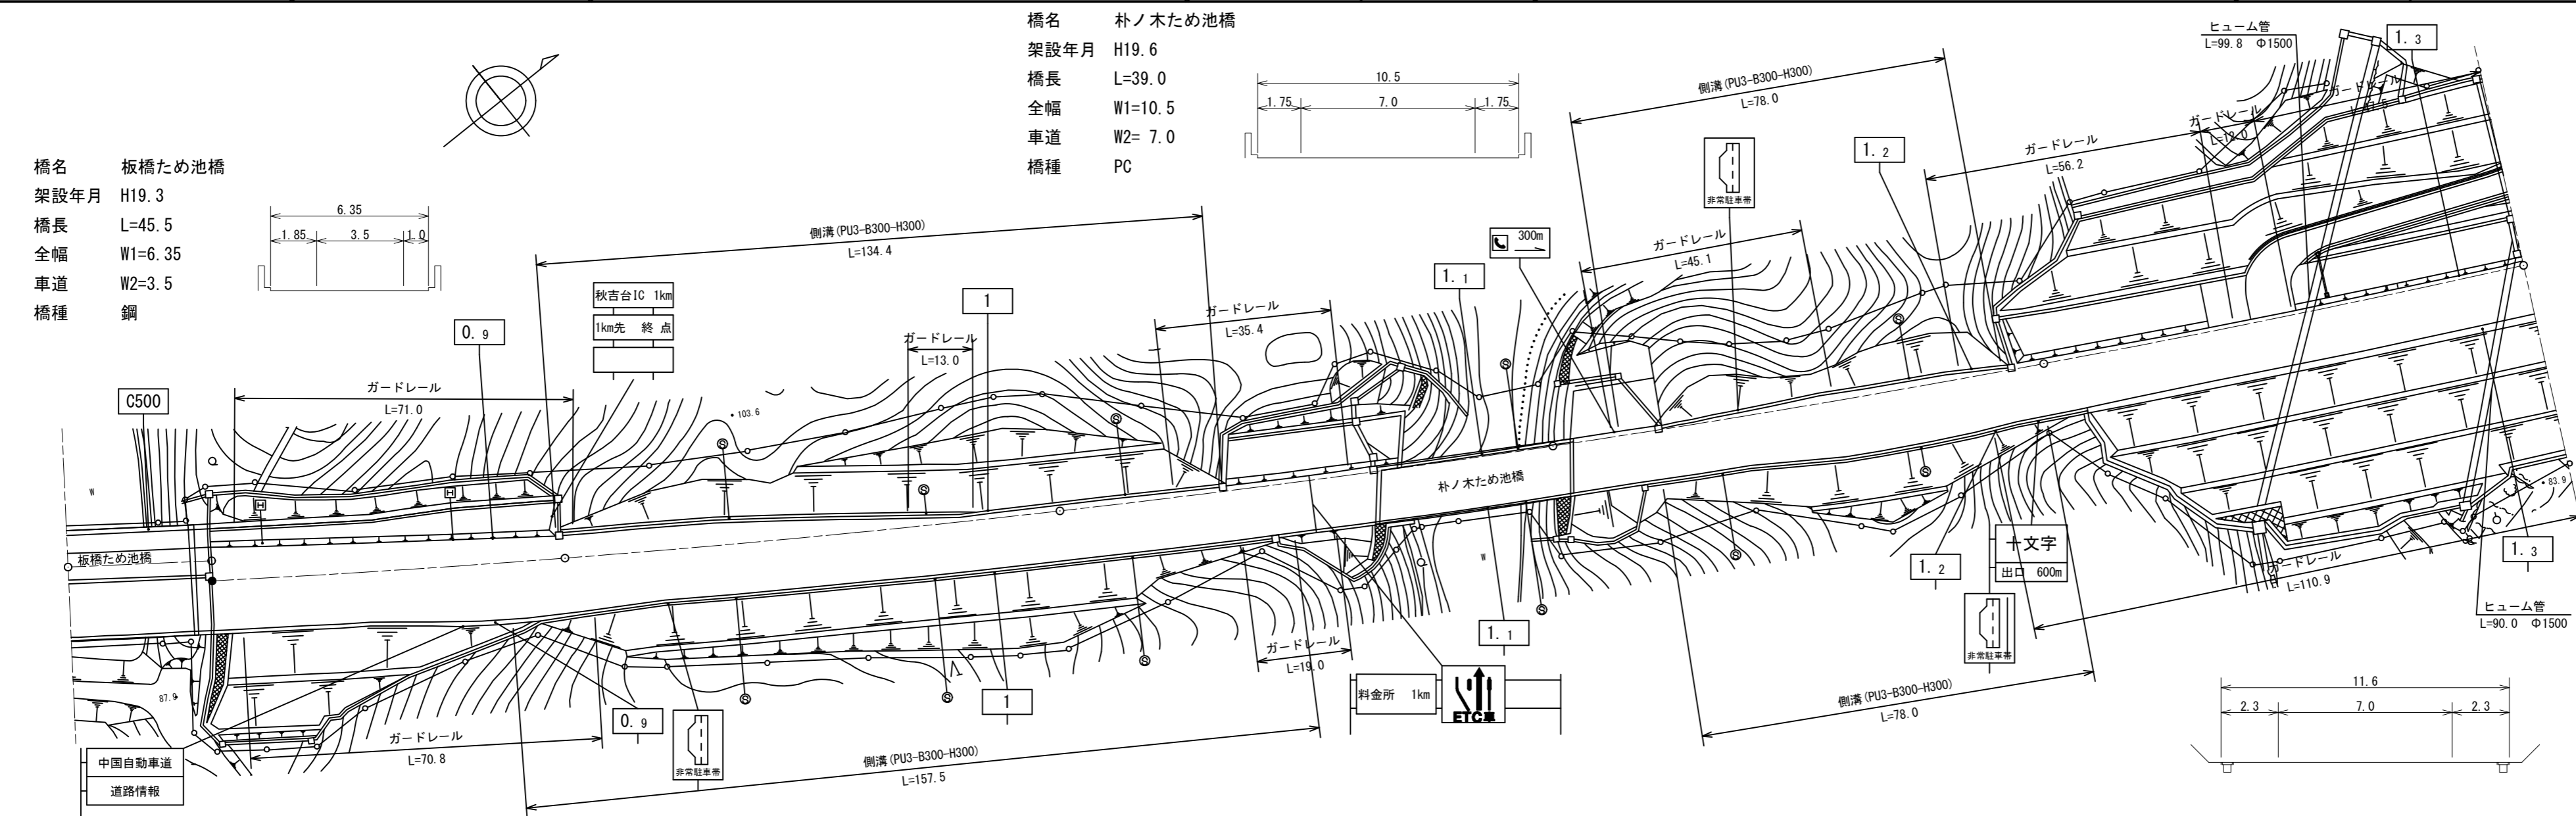 橋名 朴ノ木ため池橋
架設年月 H19.6
橋長 L=39.0
全幅 W1=10.5
車道 W2= 7.0
橋種 PC
10.5
1.75 7.0 1.75
橋名 板橋ため池橋
架設年月 H19.3
橋長 L=45.5
全幅 W1=6.35
車道 W2=3.5
橋種 鋼
6.35
1.85 3.5 1.0
ヒューム管
L=99.8 Φ1500
1.3
側溝(PU3-B300-H300)
L=78.0
ガードレール
ガードレール
L=12.0
ガードレール
L=56.2
1.2
非常駐車帯
側溝(PU3-B300-H300)
L=134.4
300m
ガードレール
L=45.1
1.1
秋吉台IC 1km
1km先 終点
1
ガードレール
L=35.4
0.9
ガードレール
L=13.0
C500
ガードレール
L=71.0
103.6
S
S
S
S
S
H
H
W
板橋ため池橋
朴ノ木ため池橋
W
S
83.9
十文字
出口 600m
1.3
1.2
ガードレール
L=110.9
S
非常駐車帯
ヒューム管
L=90.0 Φ1500
S
1.1
ガードレール
L=19.0
S
料金所 1km
ETC車
87.9
S
S
1
0.9
非常駐車帯
ガードレール
L=70.8
中国自動車道
道路情報
側溝(PU3-B300-H300)
L=157.5
側溝(PU3-B300-H300)
L=78.0
11.6
2.3 7.0 2.3